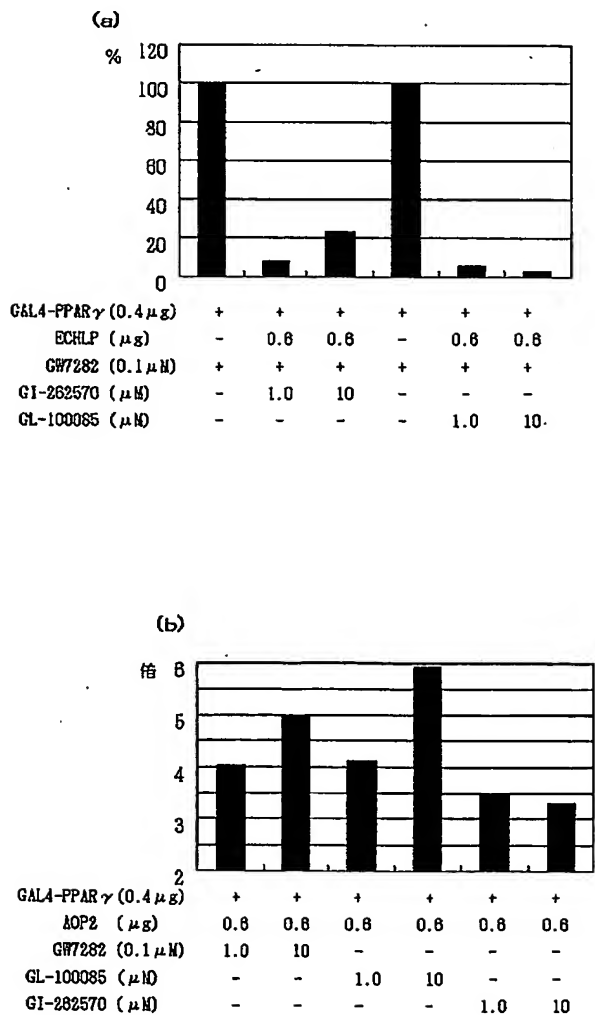 (a)
% 120
100
80
60
40
20
0
GAL4-PPARγ (0.4μg) + + + + + +
ECHLP (μg) - 0.6 0.6 - 0.6 0.6
GW7282 (0.1μM) + + + + + +
GI-262570 (μM) - 1.0 10 - - -
GL-100085 (μM) - - - - 1.0 10
(b)
倍 6
5
4
3
2
GAL4-PPARγ (0.4μg) + + + + + +
AOP2 (μg) 0.6 0.6 0.6 0.6 0.6 0.6
GW7282 (0.1μM) 1.0 10 - - - -
GL-100085 (μM) - - 1.0 10 - -
GI-262570 (μM) - - - - 1.0 10